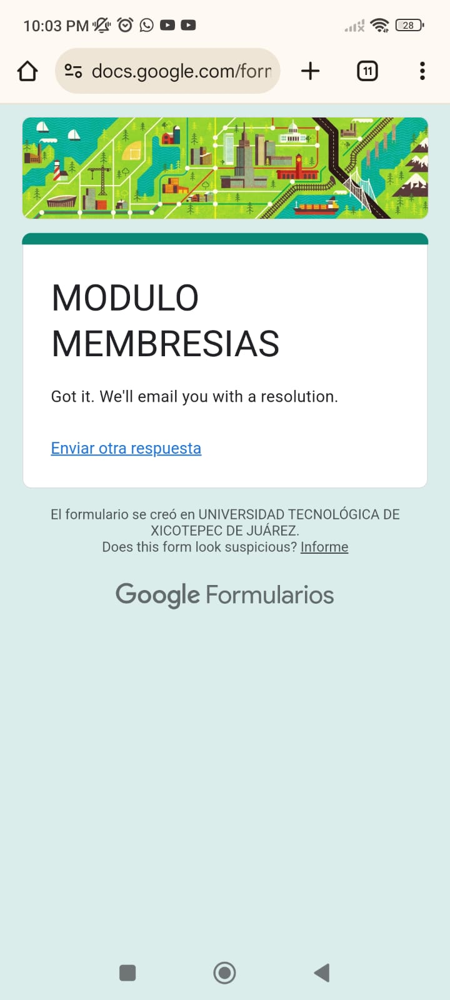 10:03 PM
28
docs.google.com/forn
11
MODULO
MEMBRESIAS
Got it. We'll email you with a resolution.
Enviar otra respuesta
El formulario se creó en UNIVERSIDAD TECNOLÓGICA DE
XICOTEPEC DE JUÁREZ.
Does this form look suspicious? Informe
Google Formularios